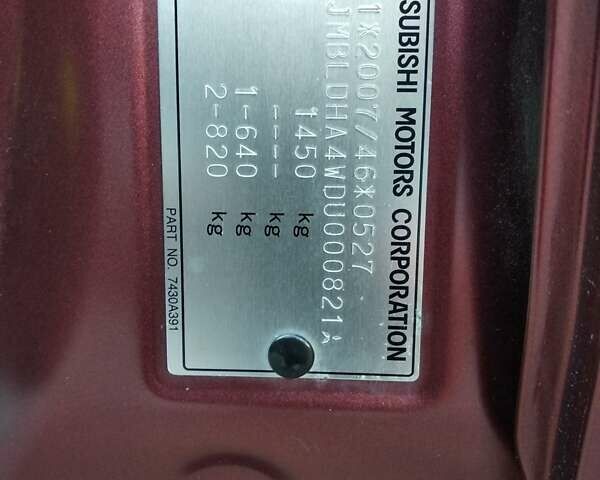 SUBISHI MOTORS CORPORATION
1*2007/46*0527
JMBLDHA4WDU000821*
1450 kg
---- kg
1-640 kg
2-820 kg
PART NO. 7430A391